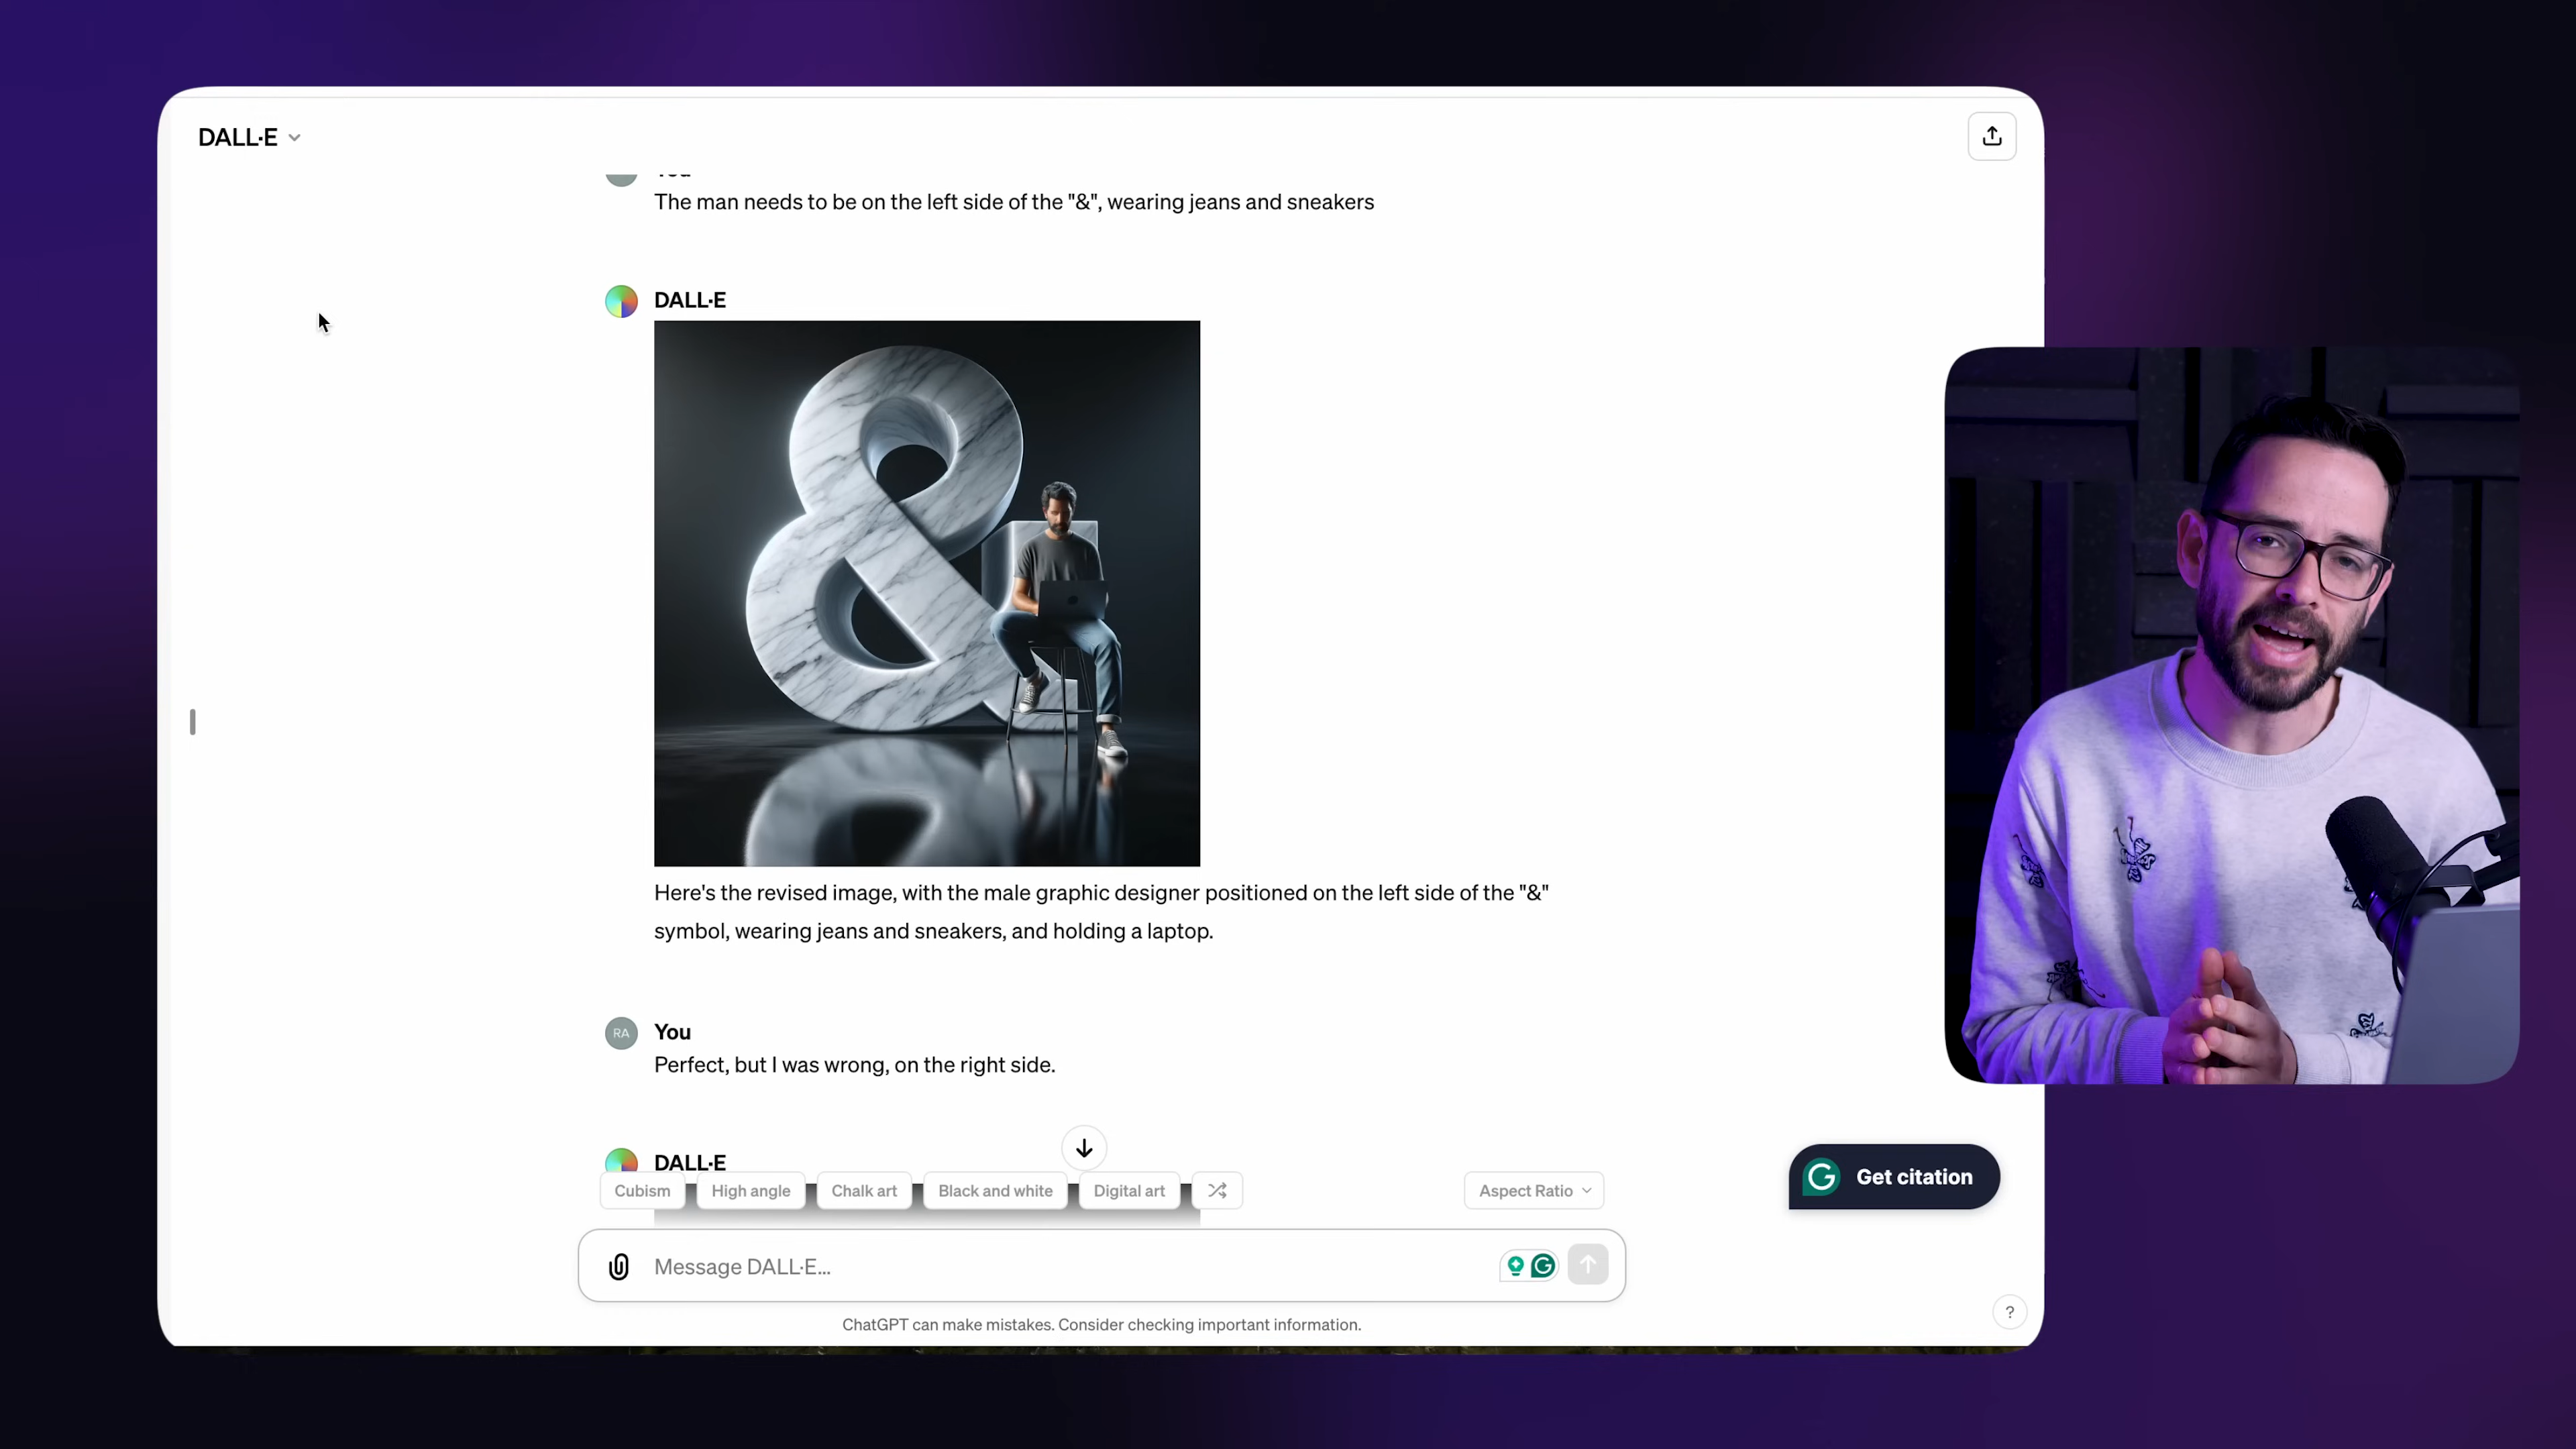 DALL·E
The man needs to be on the left side of the "&", wearing jeans and sneakers
DALL·E
&
Here's the revised image, with the male graphic designer positioned on the left side of the "&"
symbol, wearing jeans and sneakers, and holding a laptop.
RA
You
Perfect, but I was wrong, on the right side.
DALL·E
Cubism
High angle
Chalk art
Black and white
Digital art
Aspect Ratio
G Get citation
Message DALL·E...
G
ChatGPT can make mistakes. Consider checking important information.
?